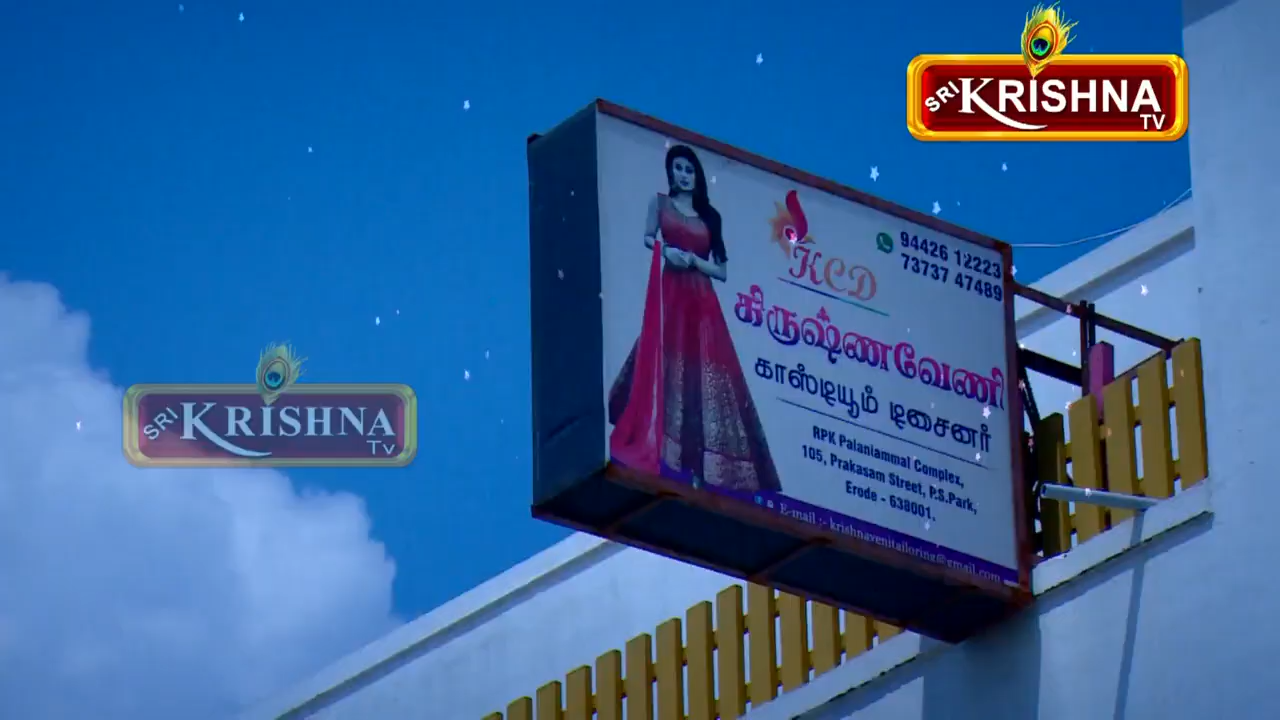 SRI KRISHNA
TV
KCD
94426 12223
73737 47489
கிருஷ்ணவேணி
காஸ்டியூம் டிசைனர்
RPK Palaniammal Complex,
105, Prakasam Street, P.S.Park,
Erode - 638001.
E-mail :- krishnavenitailoring@gmail.com
SRI KRISHNA
TV